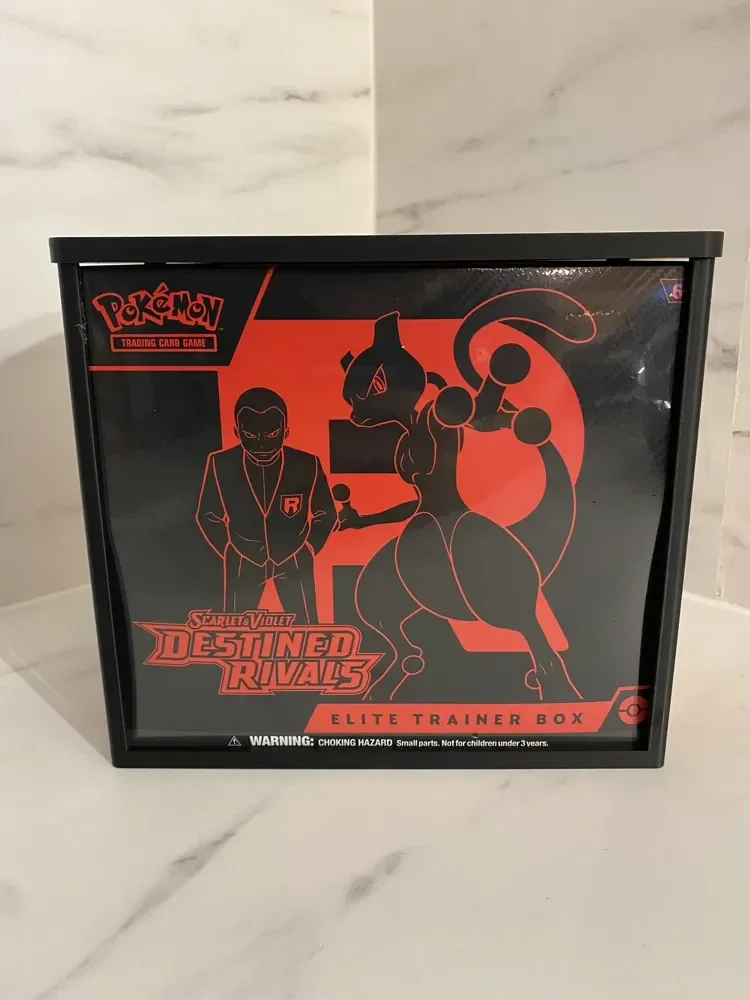 POKéMON
TRADING CARD GAME
.6
R
SCARLET & VIOLET
DESTINED
RIVALS
ELITE TRAINER BOX
WARNING: CHOKING HAZARD Small parts. Not for children under 3 years.